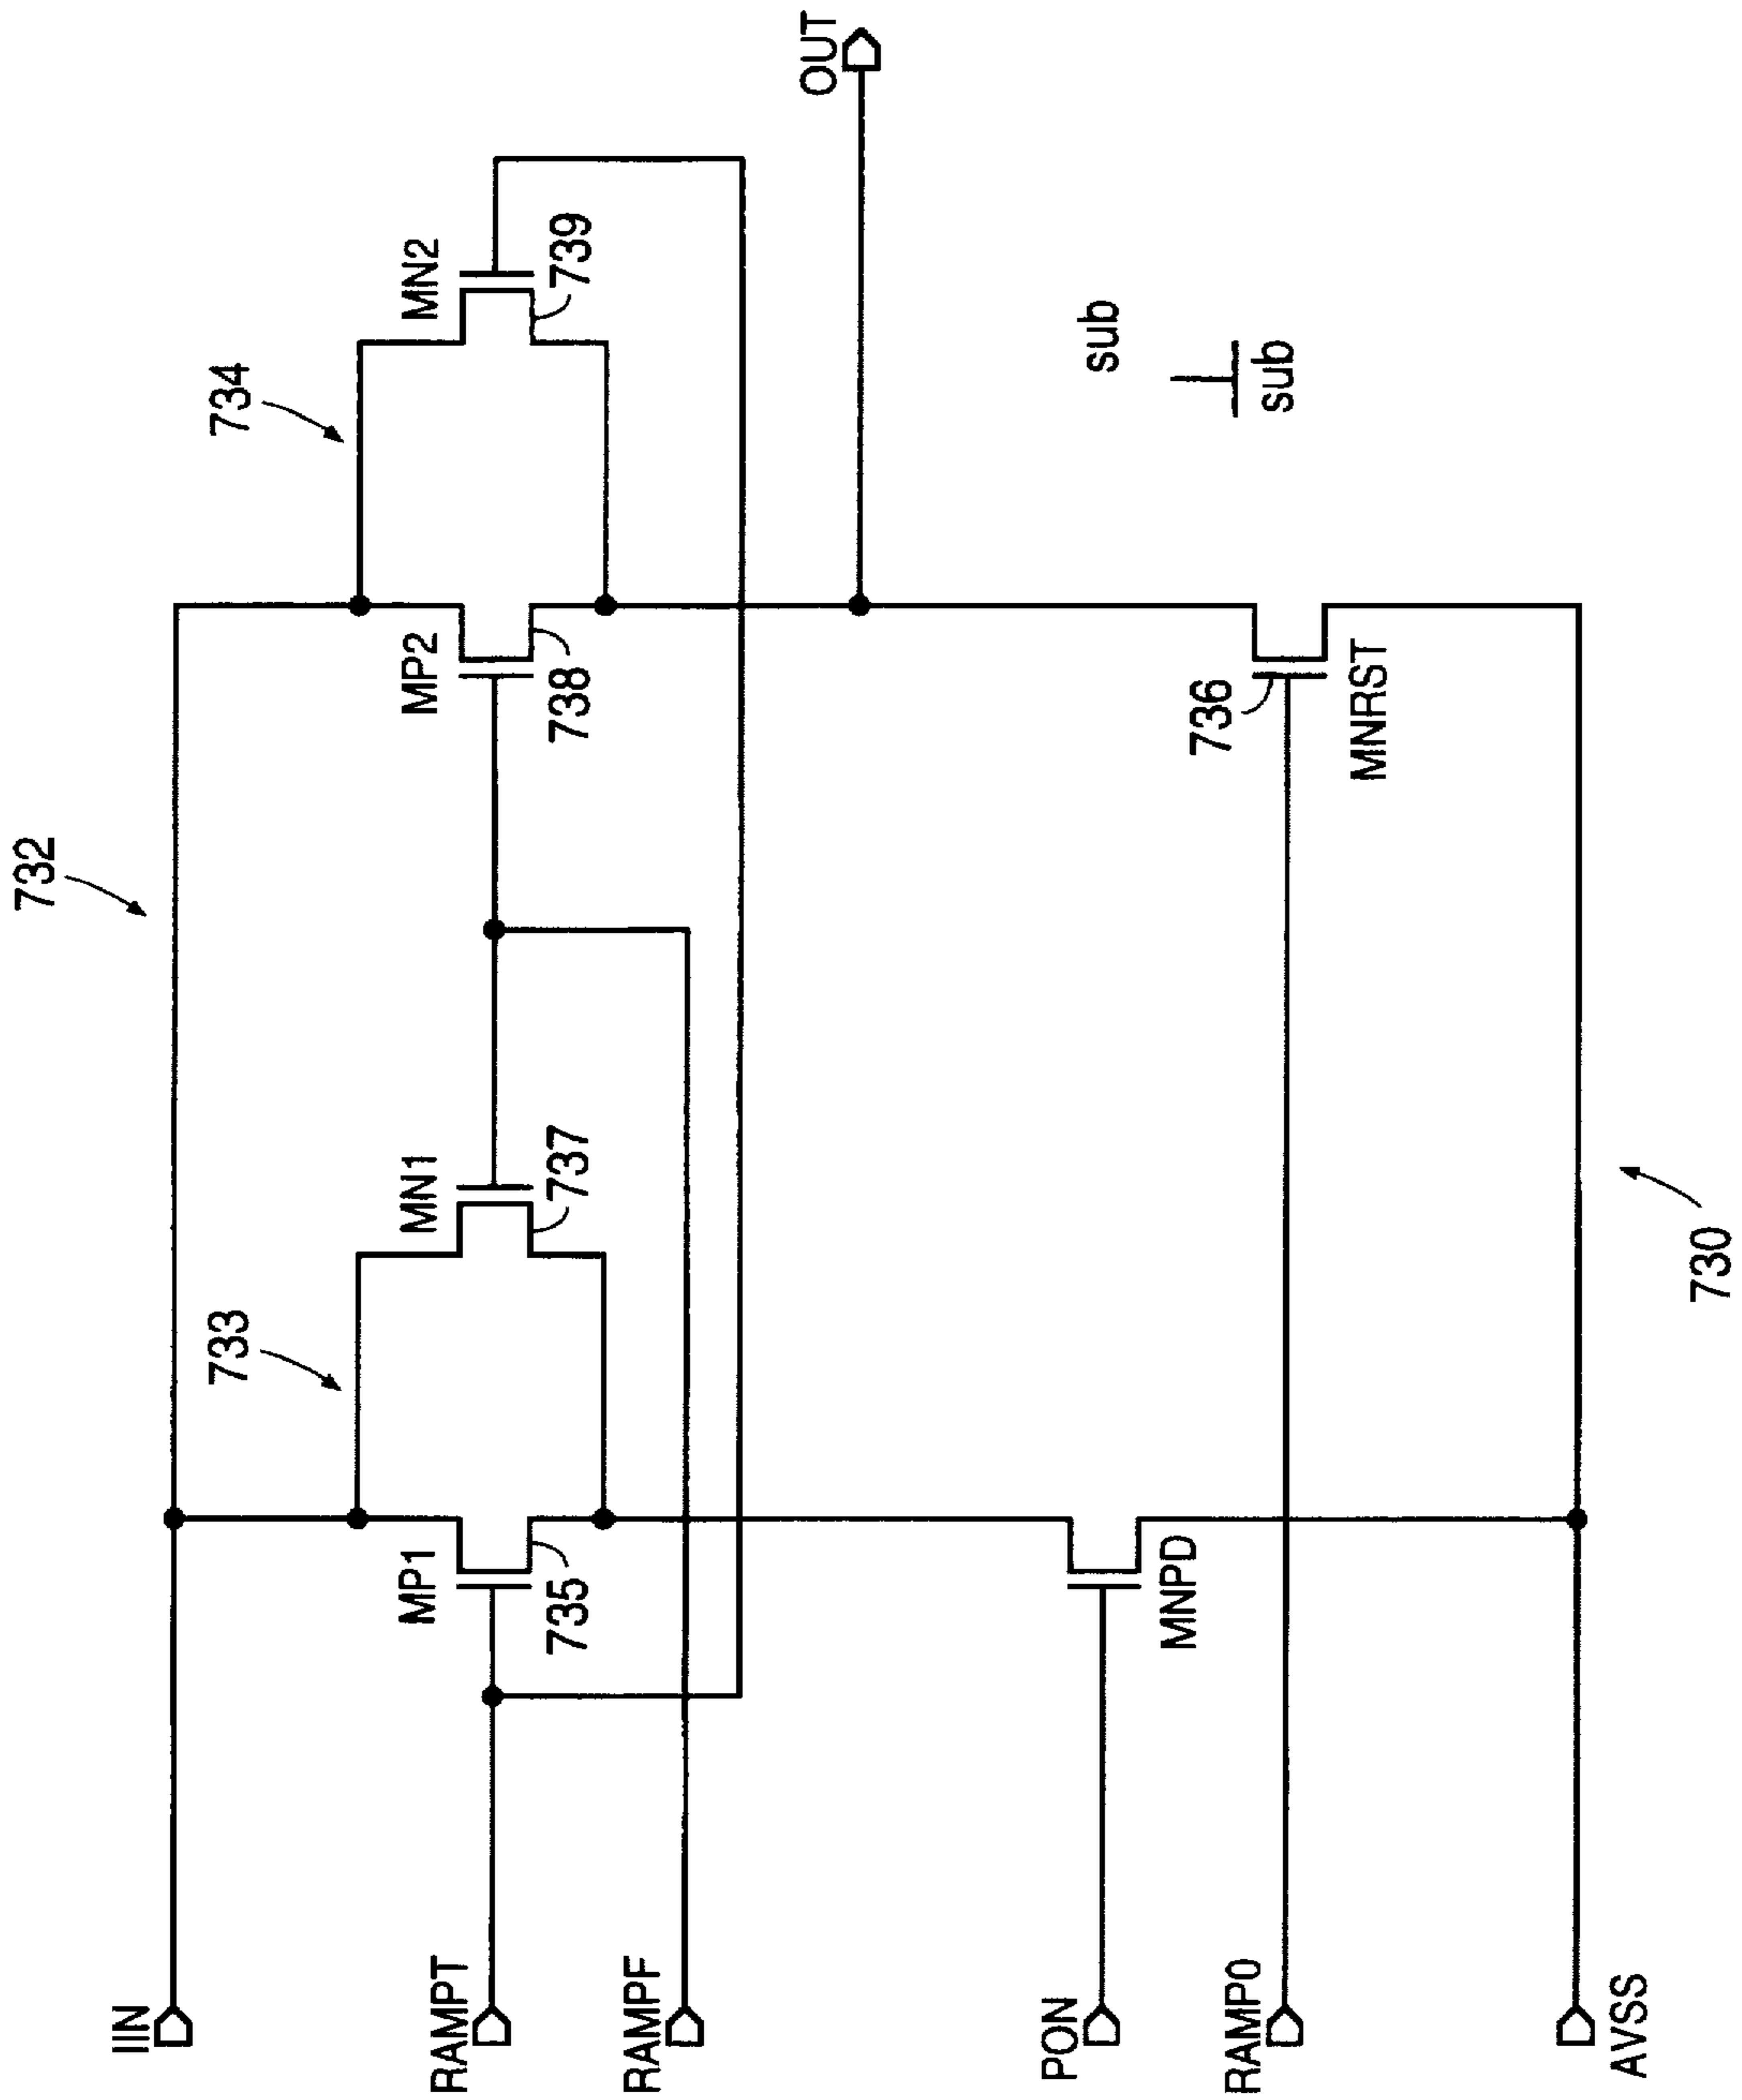 732
IIN
733
734
MP1
MN1
MP2
MN2
RAMPT
735
737
738
739
RAMPF
OUT
PON
MNPD
sub
RAMP0
736
sub
MNRST
AVSS
730